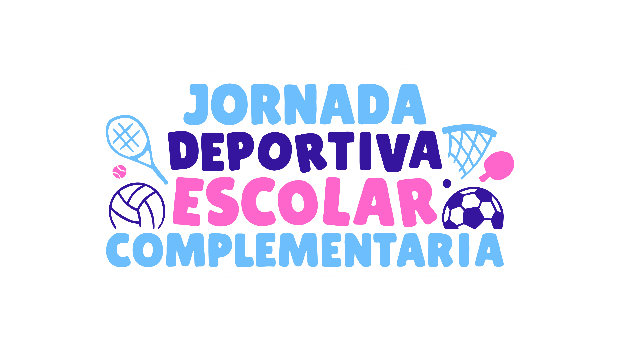 JORNADA
DEPORTIVA
ESCOLAR
COMPLEMENTARIA